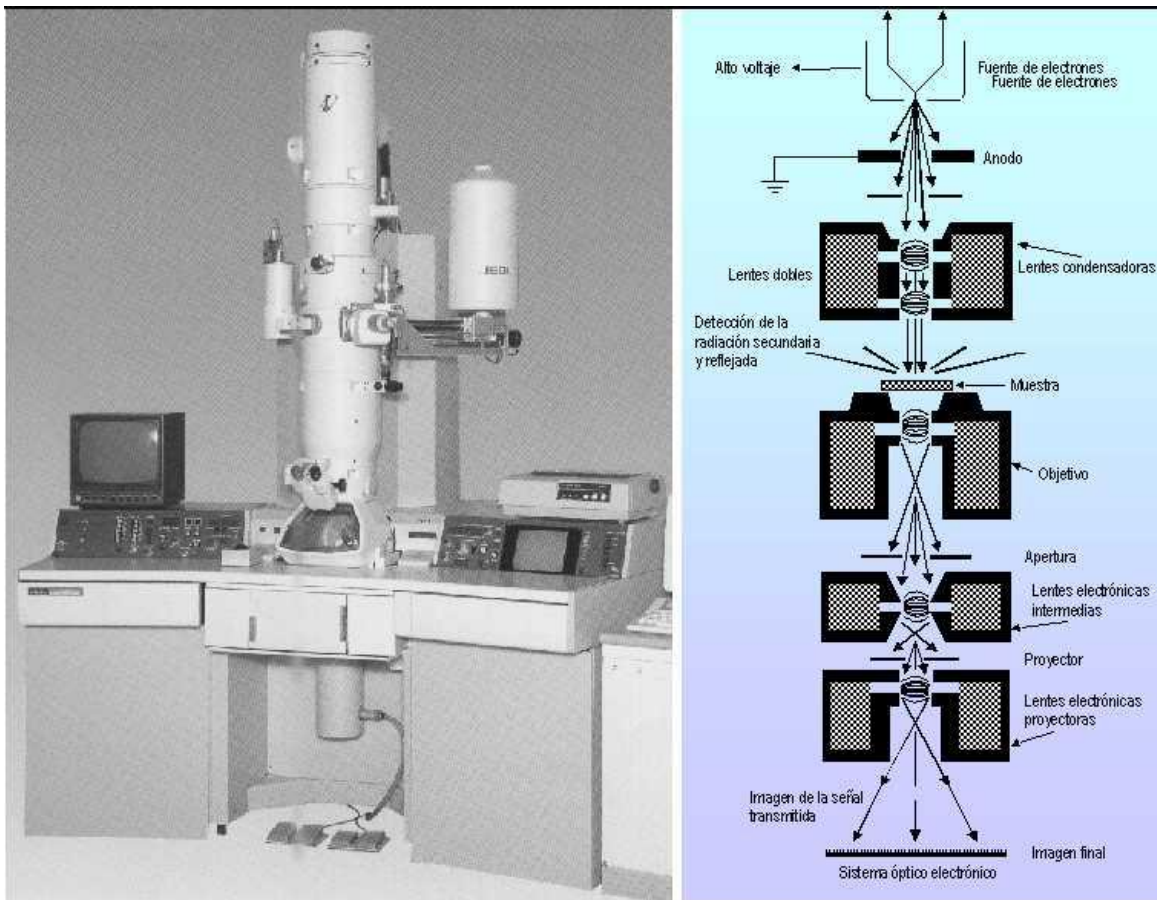 JEOL
Alto voltaje
Fuente de electrones
Fuente de electrones
Anodo
Lentes dobles
Lentes condensadoras
Detección de la
radiación secundaria
y reflejada
Muestra
Objetivo
Apertura
Lentes electrónicas
intermedias
Proyector
Lentes electrónicas
proyectoras
Imagen de la señal
transmitida
Imagen final
Sistema óptico electrónico